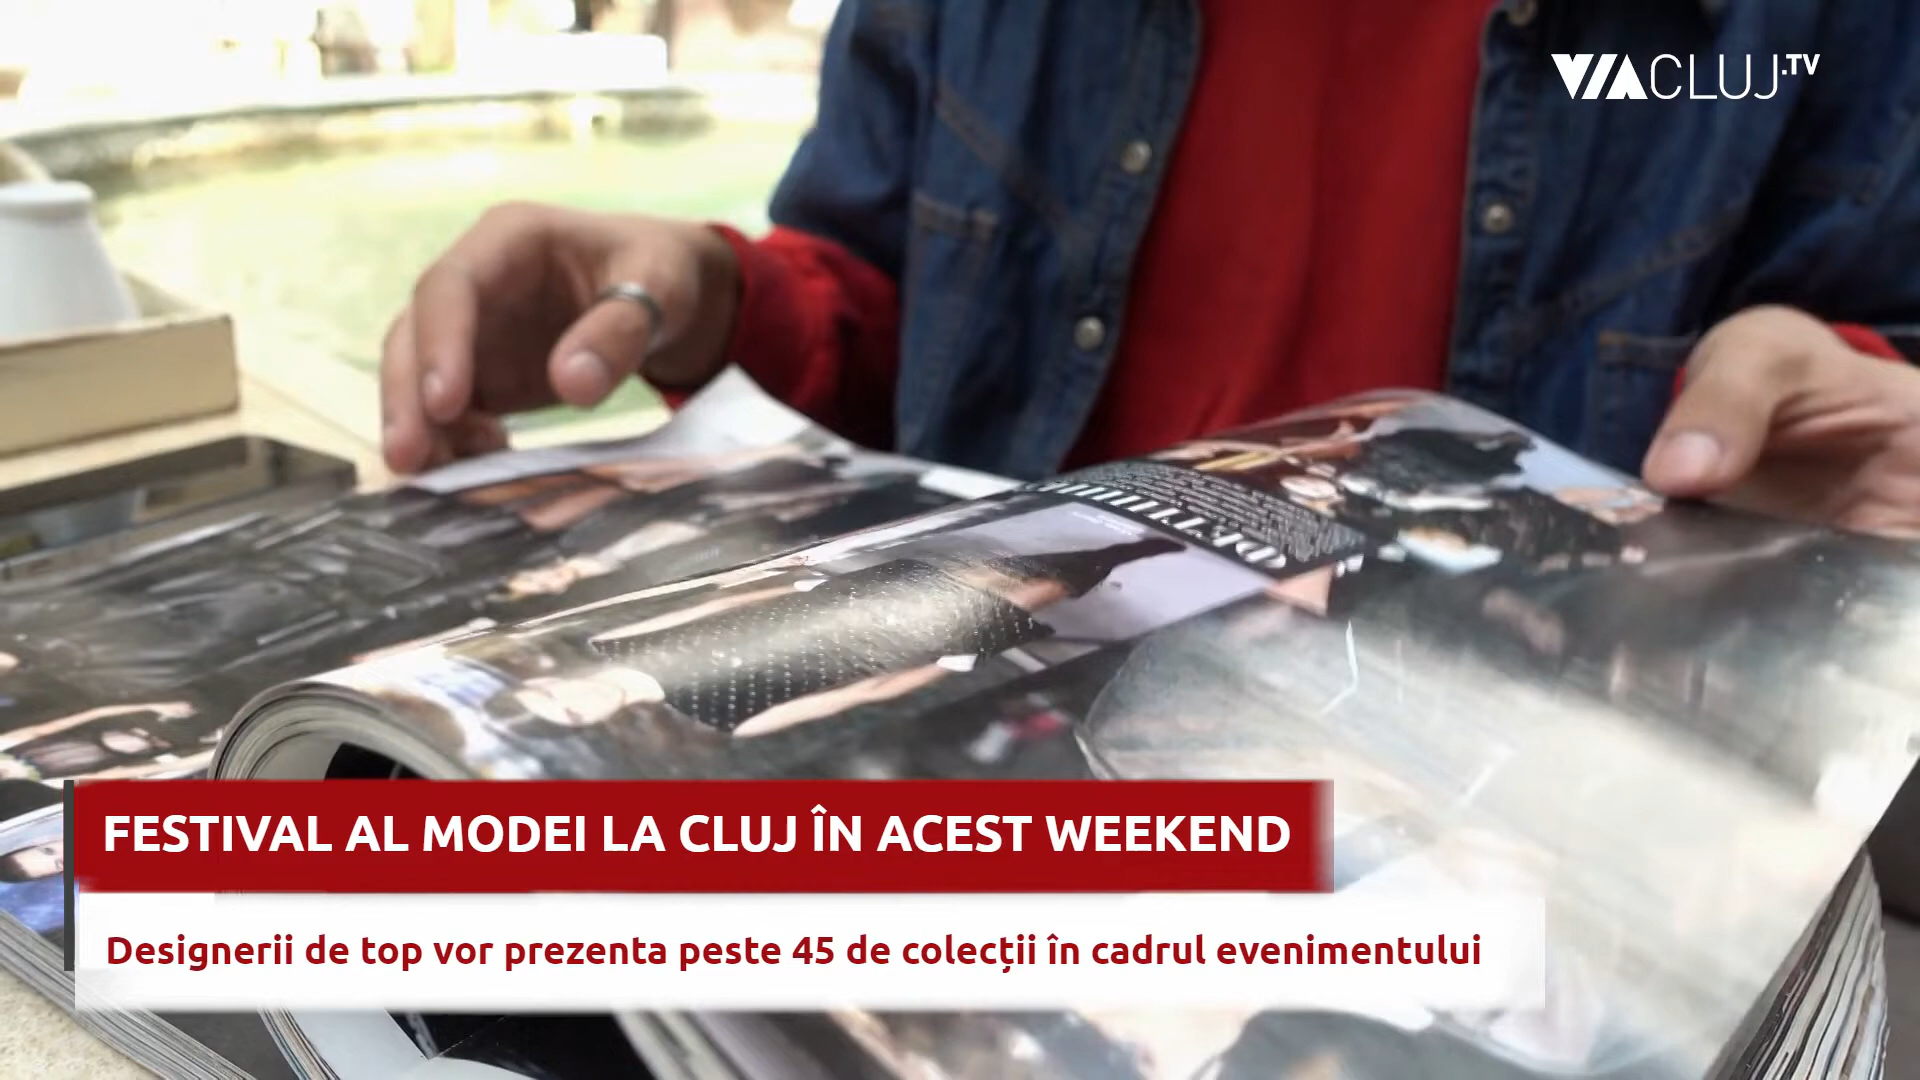 VIACLUJ.TV
FESTIVAL AL MODEI LA CLUJ ÎN ACEST WEEKEND
Designerii de top vor prezenta peste 45 de colecții în cadrul evenimentului